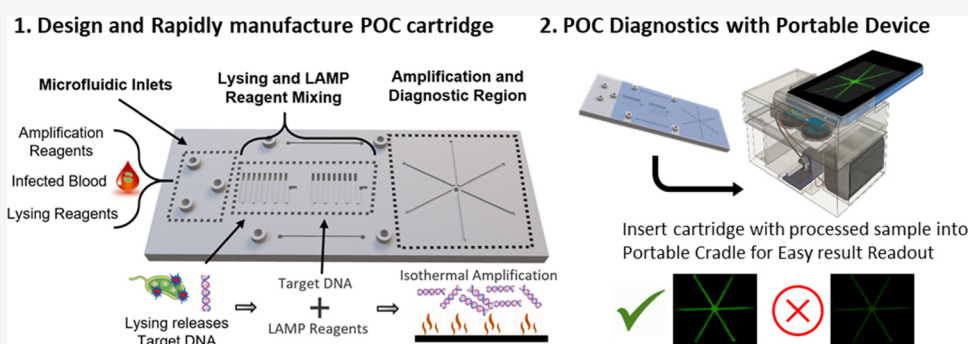 1. Design and Rapidly manufacture POC cartridge
Microfluidic Inlets
Lysing and LAMP
Reagent Mixing
Amplification and
Diagnostic Region
Amplification
Reagents
Infected Blood
Lysing Reagents
Lysing releases
Target DNA
Target DNA
+
LAMP Reagents
Isothermal Amplification
2. POC Diagnostics with Portable Device
Insert cartridge with processed sample into
Portable Cradle for Easy result Readout